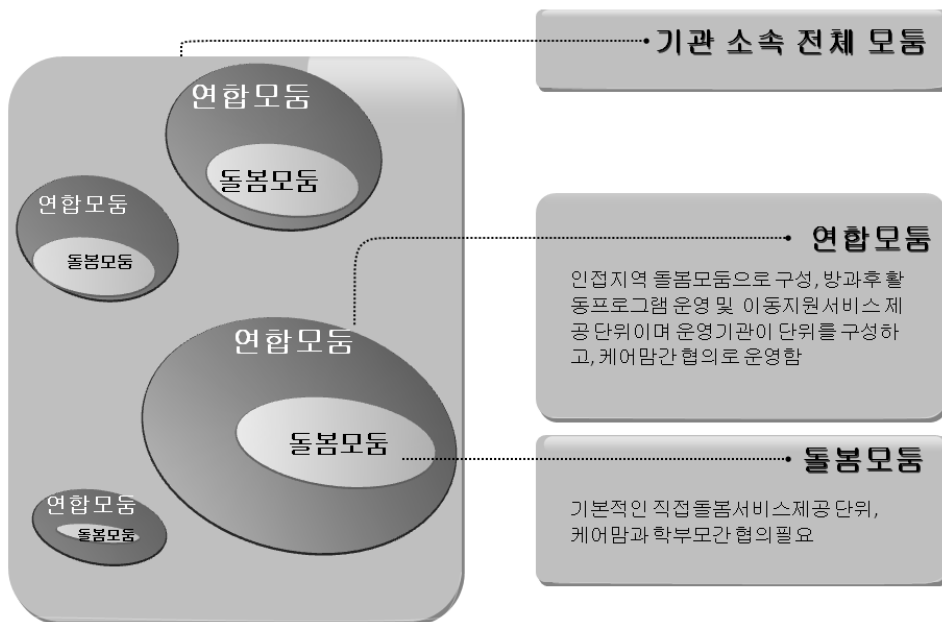 기관 소속 전체 모둠
연합모둠
돌봄모둠
연합모둠
돌봄모둠
연합모둠
돌봄모둠
연합모둠
돌봄모둠
연합모둠
인접지역 돌봄모둠으로 구성, 방과후 활
동프로그램 운영 및 이동지원서비스 제
공 단위이며 운영기관이 단위를 구성하
고, 케어맘간 협의로 운영함
돌봄모둠
기본적인 직접돌봄서비스제공 단위,
케어맘과 학부모간 협의필요